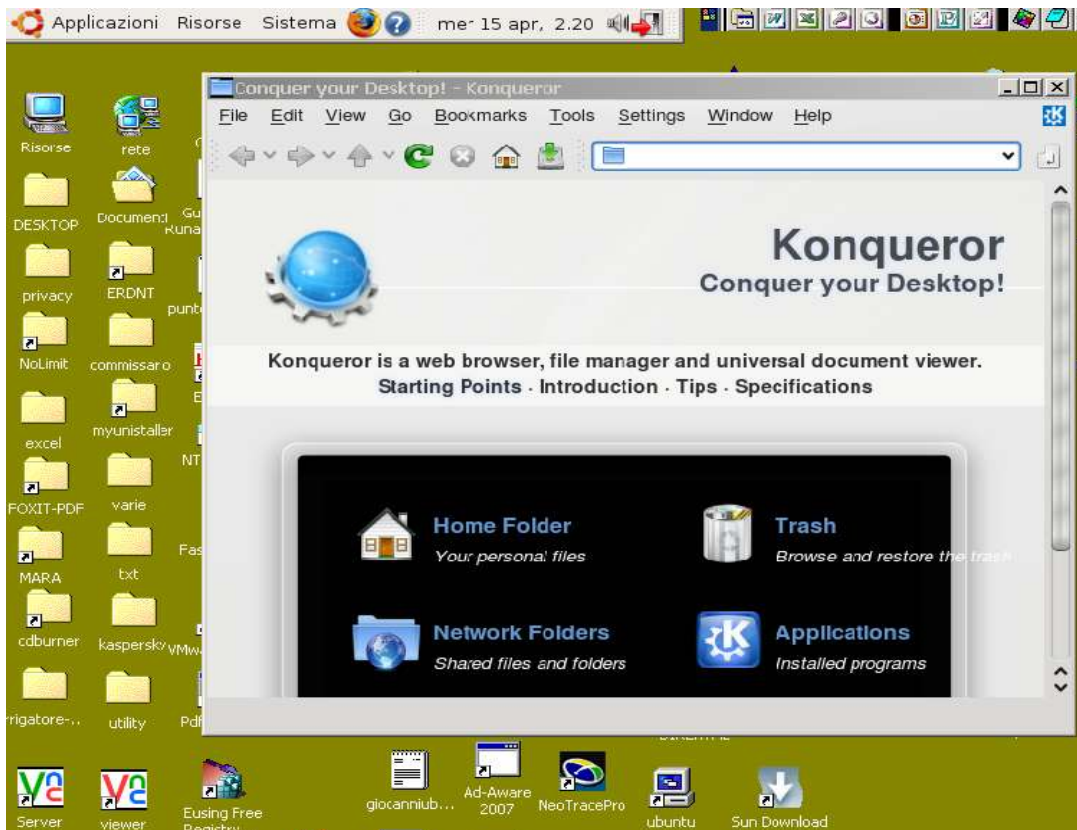 Applicazioni Risorse Sistema mer 15 apr, 2.20
Conquer your Desktop! - Konqueror
File Edit View Go Bookmarks Tools Settings Window Help
Konqueror
Conquer your Desktop!
Konqueror is a web browser, file manager and universal document viewer.
Starting Points · Introduction · Tips · Specifications
Home Folder
Your personal files
Trash
Browse and restore the trash
Network Folders
Shared files and folders
Applications
Installed programs
Risorse
rete
DESKTOP
privacy
ERDNT
NoLimit
commissaro
excel
myunistaller
FOXIT-PDF
varie
MARA
txt
cdburner
kaspersky
rigatore-..
utility
Server
viewer
Eusing Free
giocanniub...
Ad-Aware
2007
NeoTracePro
ubuntu
Sun Download